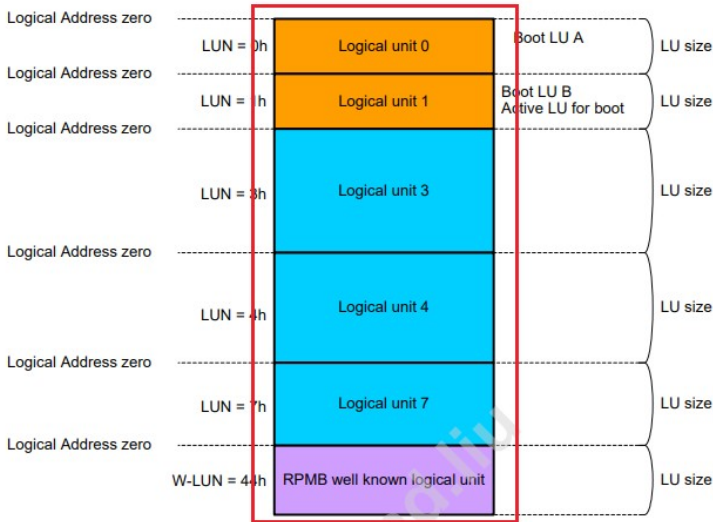 Logical Address zero
LUN = 0h
Logical unit 0
Boot LU A
LU size
Logical Address zero
LUN = 1h
Logical unit 1
Boot LU B
Active LU for boot
LU size
Logical Address zero
LUN = 3h
Logical unit 3
LU size
Logical Address zero
LUN = 4h
Logical unit 4
LU size
Logical Address zero
LUN = 7h
Logical unit 7
LU size
Logical Address zero
W-LUN = 44h
RPMB well known logical unit
LU size